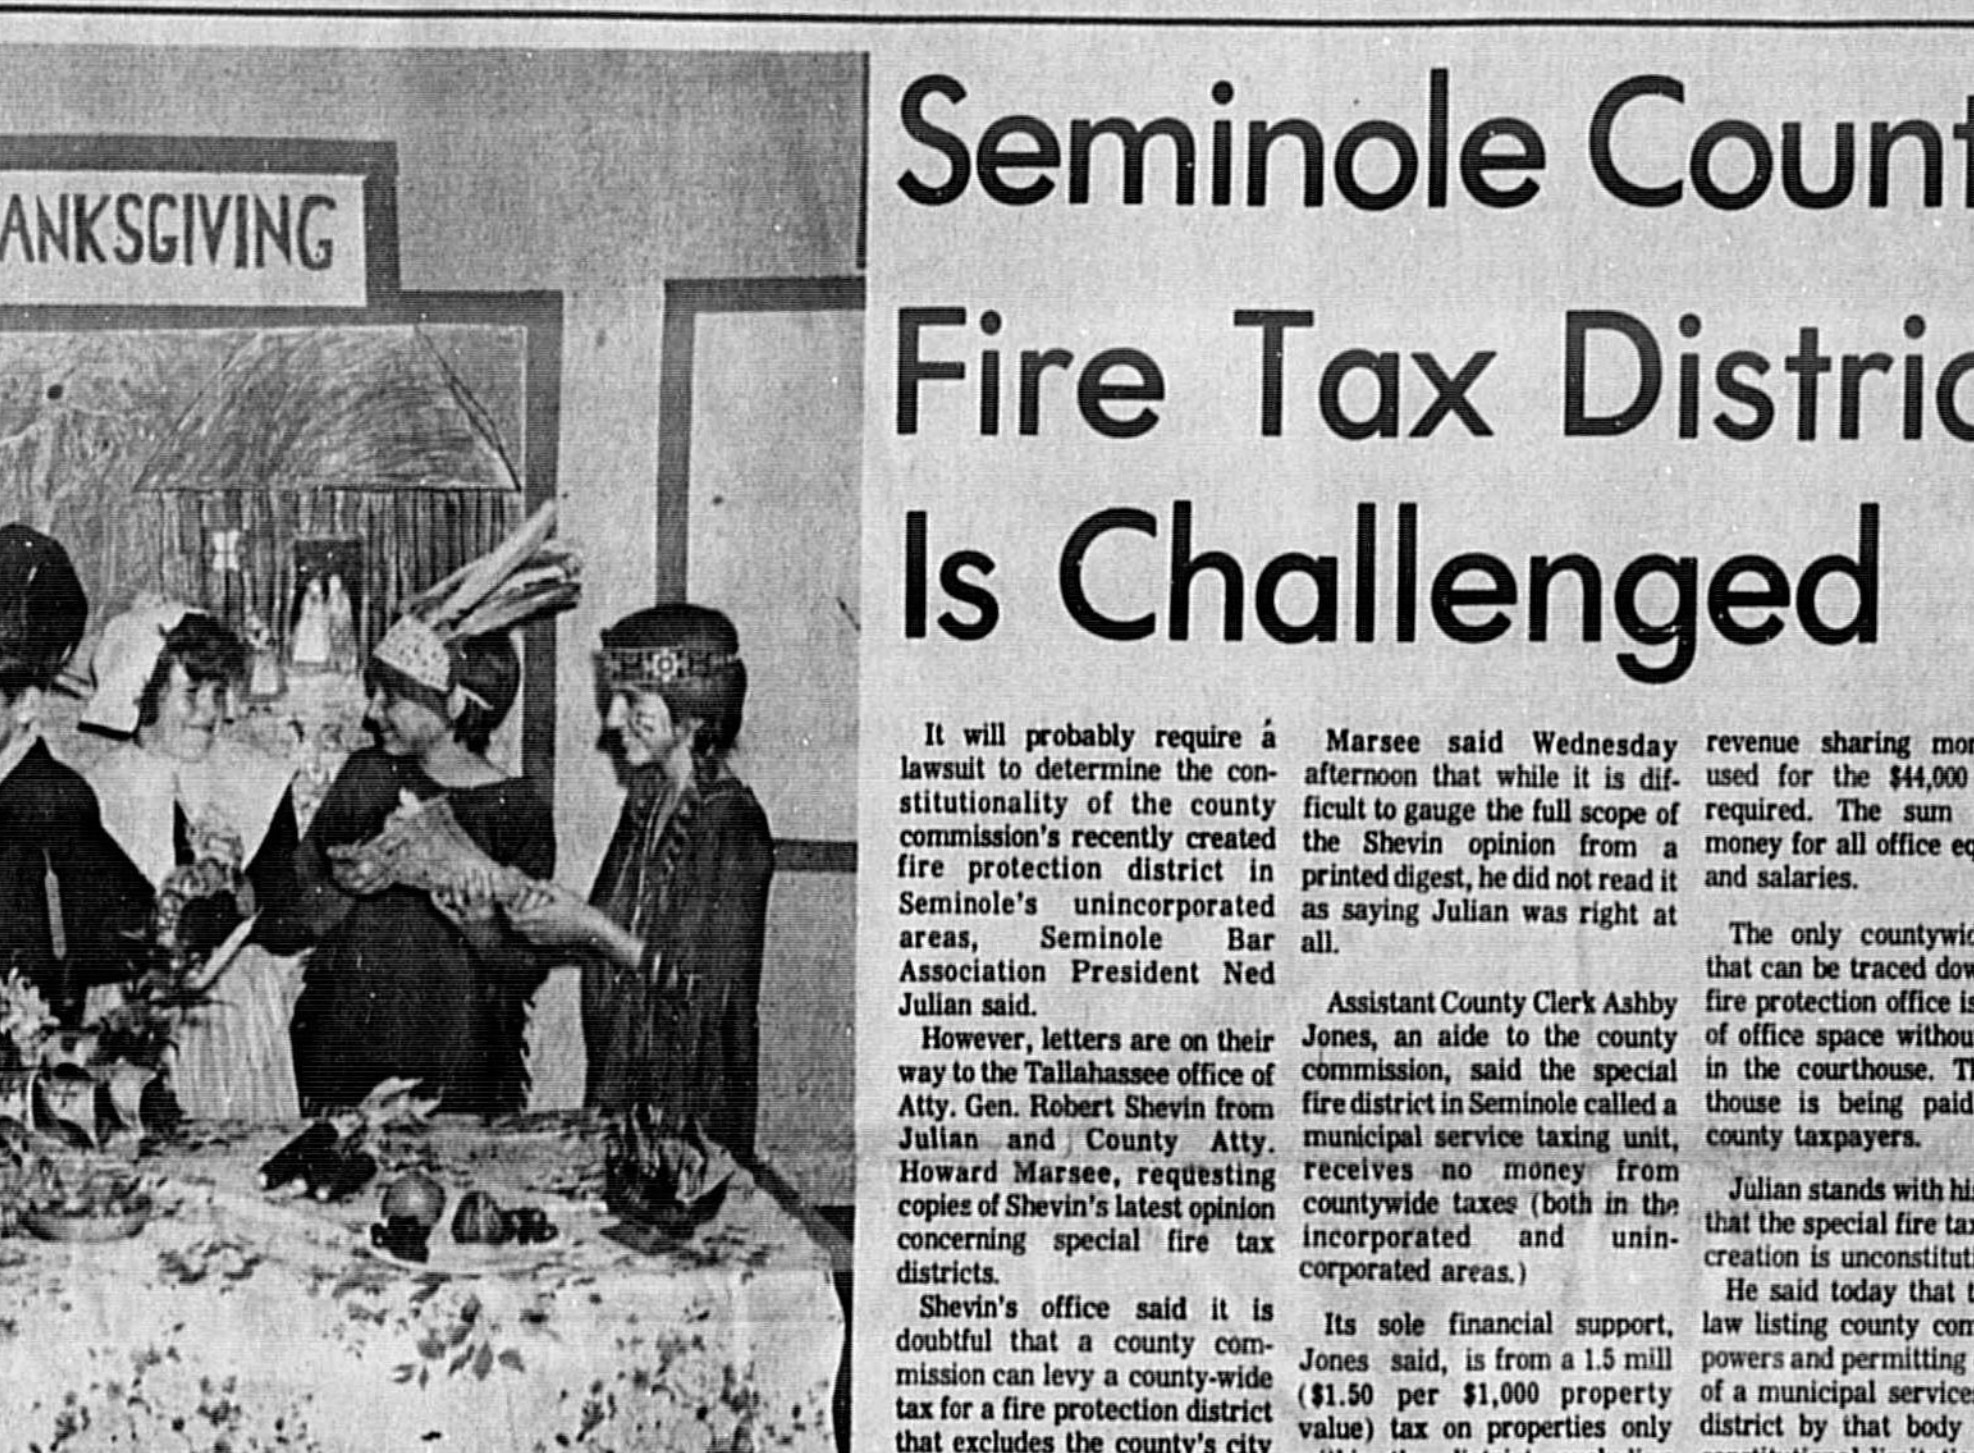 ANKSGIVING
Seminole Count
Fire Tax Distric
Is Challenged
It will probably require a
lawsuit to determine the con-
stitutionality of the county
commission's recently created
fire protection district in
Seminole's unincorporated
areas, Seminole Bar
Association President Ned
Julian said.
However, letters are on their
way to the Tallahassee office of
Atty. Gen. Robert Shevin from
Julian and County Atty.
Howard Marsee, requesting
copies of Shevin's latest opinion
concerning special fire tax
districts.
Shevin's office said it is
doubtful that a county com-
mission can levy a county-wide
tax for a fire protection district
that excludes the county's city
Marsee said Wednesday
afternoon that while it is dif-
ficult to gauge the full scope of
the Shevin opinion from a
printed digest, he did not read it
as saying Julian was right at
all.
Assistant County Clerk Ashby
Jones, an aide to the county
commission, said the special
fire district in Seminole called a
municipal service taxing unit,
receives no money from
countywide taxes (both in the
incorporated and unin-
corporated areas.)
Its sole financial support,
Jones said, is from a 1.5 mill
($1.50 per $1,000 property
value) tax on properties only
revenue sharing mon
used for the $44,000
required. The sum
money for all office eq
and salaries.
The only countywid
that can be traced dow
fire protection office is
of office space withou
in the courthouse. Th
thouse is being paid
county taxpayers.
Julian stands with his
that the special fire tax
creation is unconstituti
He said today that t
law listing county com
powers and permitting
of a municipal services
district by that body